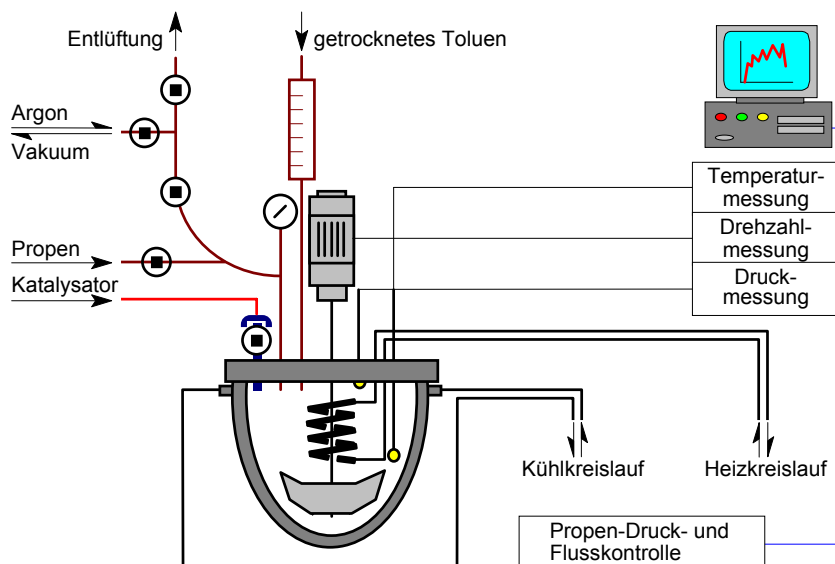 Entlüftung
getrocknetes Toluen
Argon
Vakuum
Temperatur-
messung
Drehzahl-
messung
Druck-
messung
Propen
Katalysator
Kühlkreislauf
Heizkreislauf
Propen-Druck- und
Flusskontrolle